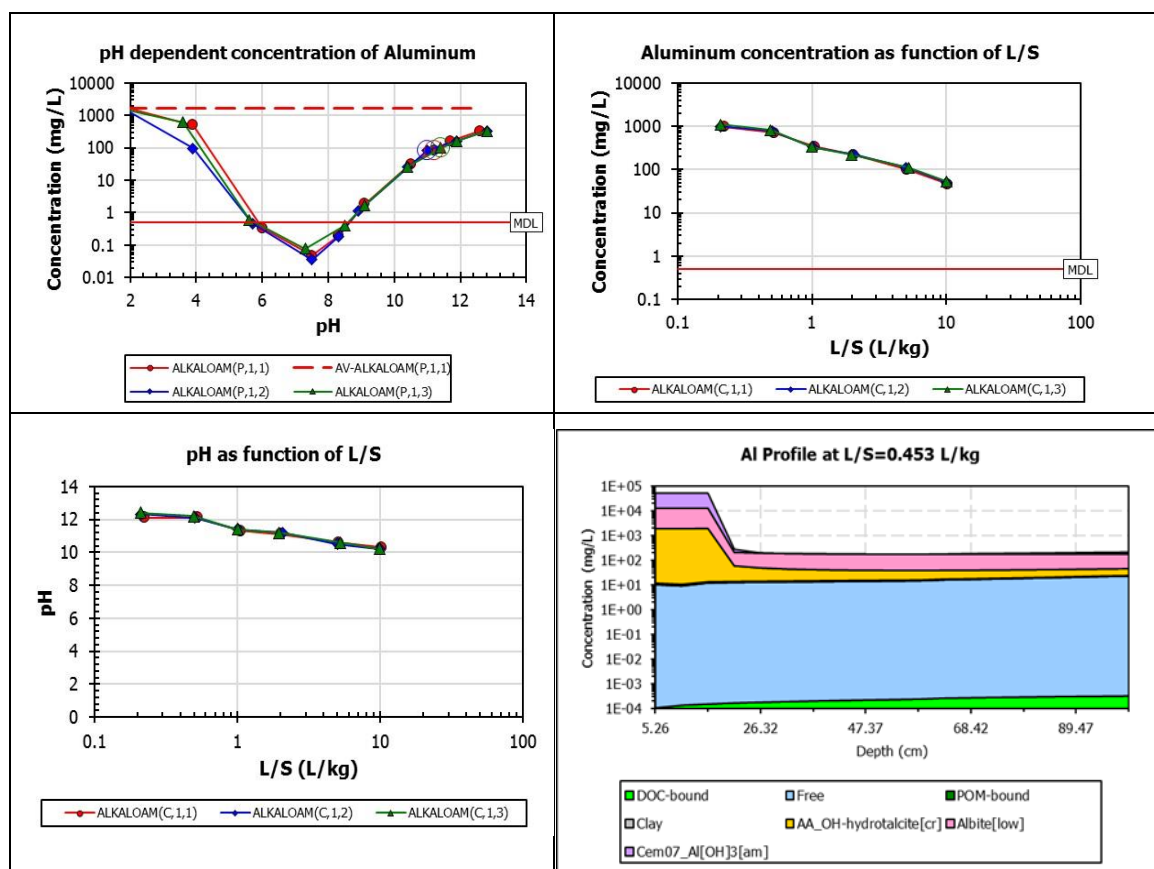 pH dependent concentration of Aluminum
Concentration (mg/L)
10000
1000
100
10
1
0.1
0.01
MDL
2 4 6 8 10 12 14
pH
ALKALOAM(P,1,1) AV-ALKALOAM(P,1,1)
ALKALOAM(P,1,2) ALKALOAM(P,1,3)
Aluminum concentration as function of L/S
Concentration (mg/L)
10000
1000
100
10
1
0.1
MDL
0.1 1 10 100
L/S (L/kg)
ALKALOAM(C,1,1) ALKALOAM(C,1,2) ALKALOAM(C,1,3)
pH as function of L/S
pH
14
12
10
8
6
4
2
0
0.1 1 10 100
L/S (L/kg)
ALKALOAM(C,1,1) ALKALOAM(C,1,2) ALKALOAM(C,1,3)
Al Profile at L/S=0.453 L/kg
Concentration (mg/L)
1E+05
1E+04
1E+03
1E+02
1E+01
1E+00
1E-01
1E-02
1E-03
1E-04
5.26 26.32 47.37 68.42 89.47
Depth (cm)
DOC-bound Free POM-bound
Clay AA_OH-hydrotalcite[cr] Albite[low]
Cem07_Al[OH]3[am]